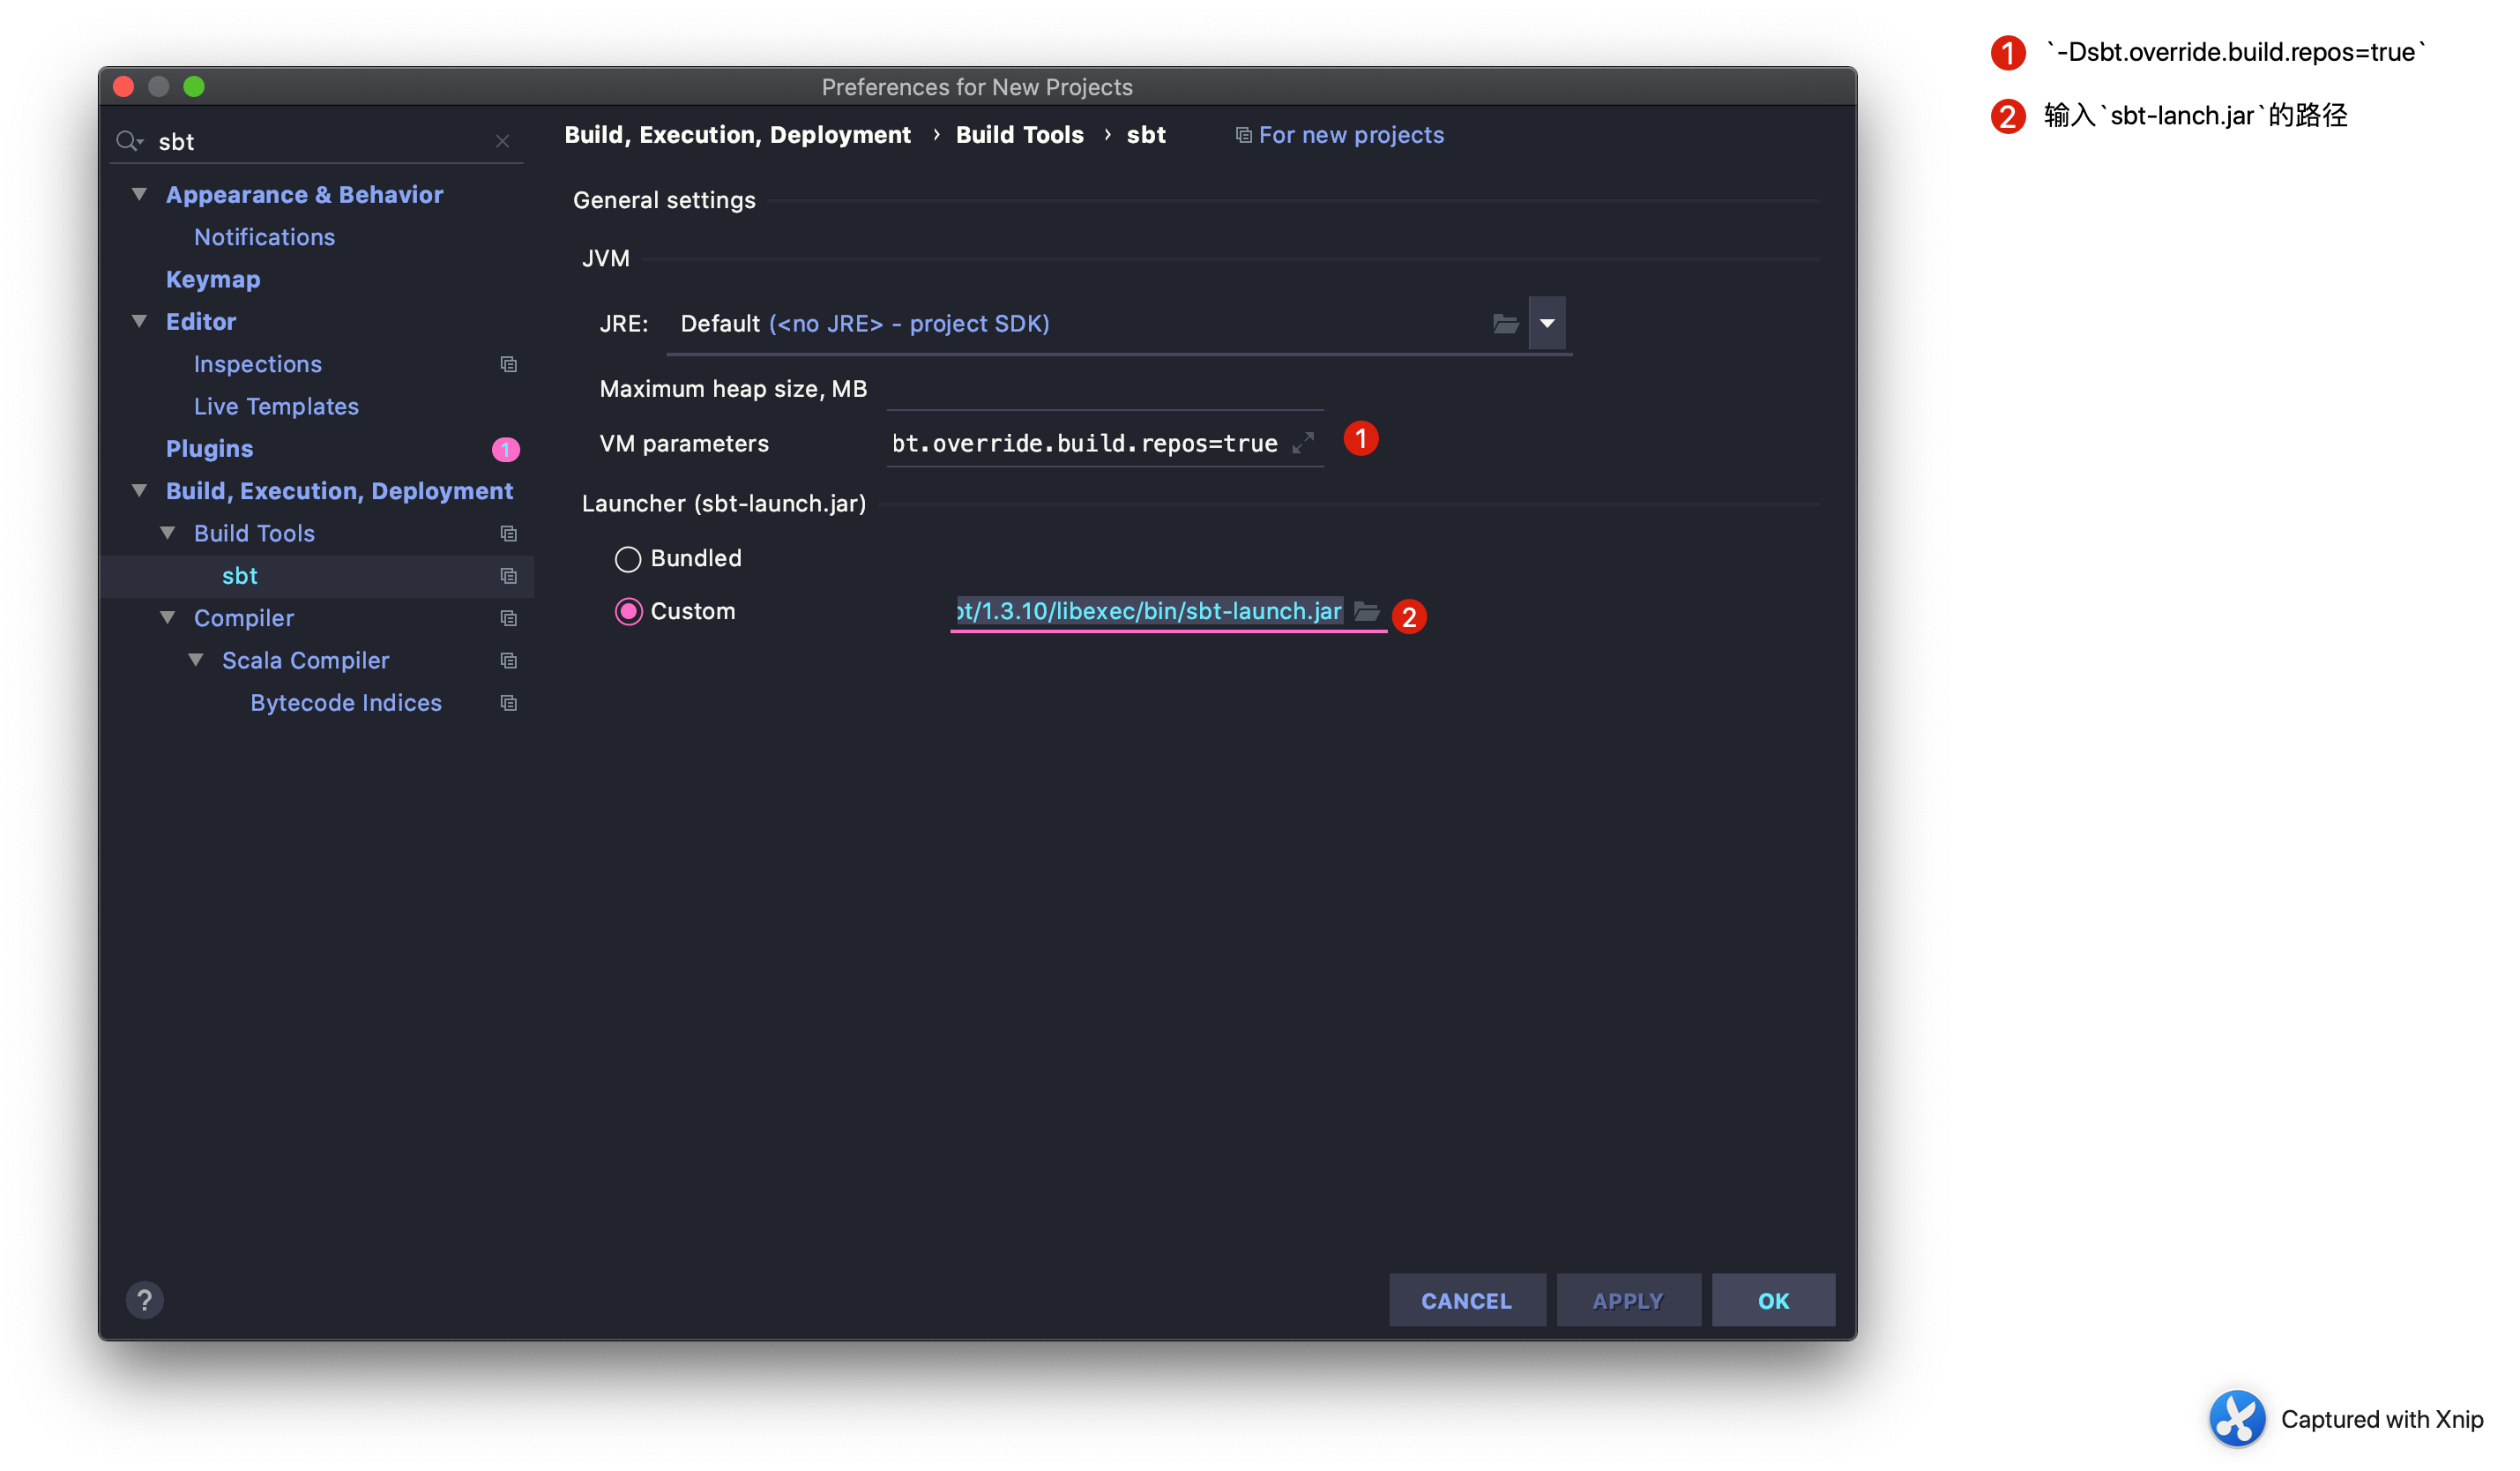 Preferences for New Projects
sbt
Appearance & Behavior
Notifications
Keymap
Editor
Inspections
Live Templates
Plugins 1
Build, Execution, Deployment
Build Tools
sbt
Compiler
Scala Compiler
Bytecode Indices
Build, Execution, Deployment › Build Tools › sbt For new projects
General settings
JVM
JRE: Default (<no JRE> - project SDK)
Maximum heap size, MB
VM parameters bt.override.build.repos=true 1
Launcher (sbt-launch.jar)
Bundled
Custom bt/1.3.10/libexec/bin/sbt-launch.jar 2
? CANCEL APPLY OK
1 `-Dsbt.override.build.repos=true`
2 输入`sbt-lanch.jar`的路径
Captured with Xnip